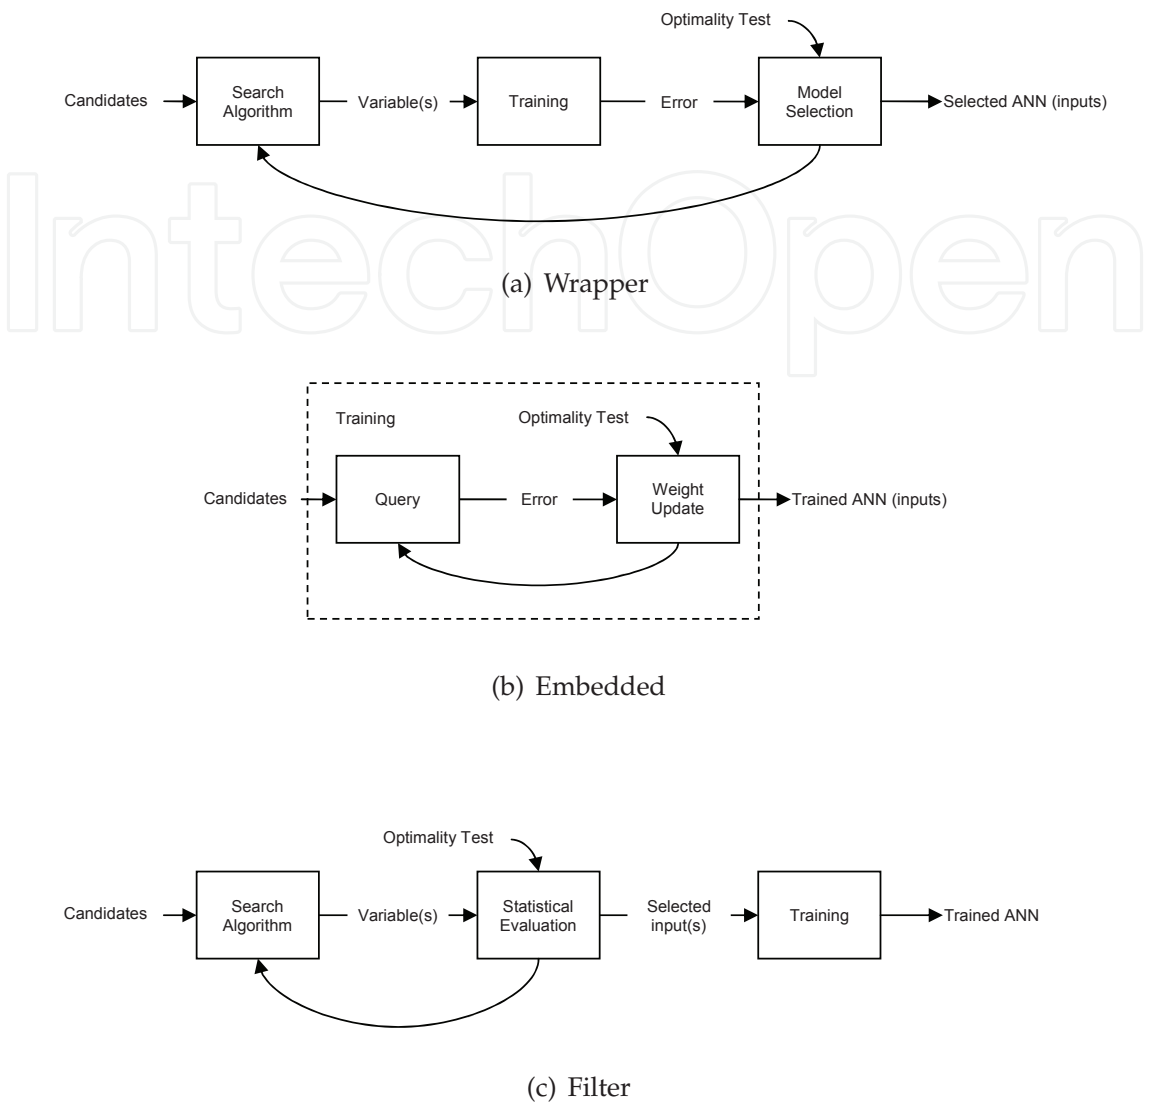 Optimality Test
Candidates
Search
Algorithm
Variable(s)
Training
Error
Model
Selection
Selected ANN (inputs)
IntechOpen
(a) Wrapper
Training
Optimality Test
Candidates
Query
Error
Weight
Update
Trained ANN (inputs)
(b) Embedded
Optimality Test
Candidates
Search
Algorithm
Variable(s)
Statistical
Evaluation
Selected
input(s)
Training
Trained ANN
(c) Filter